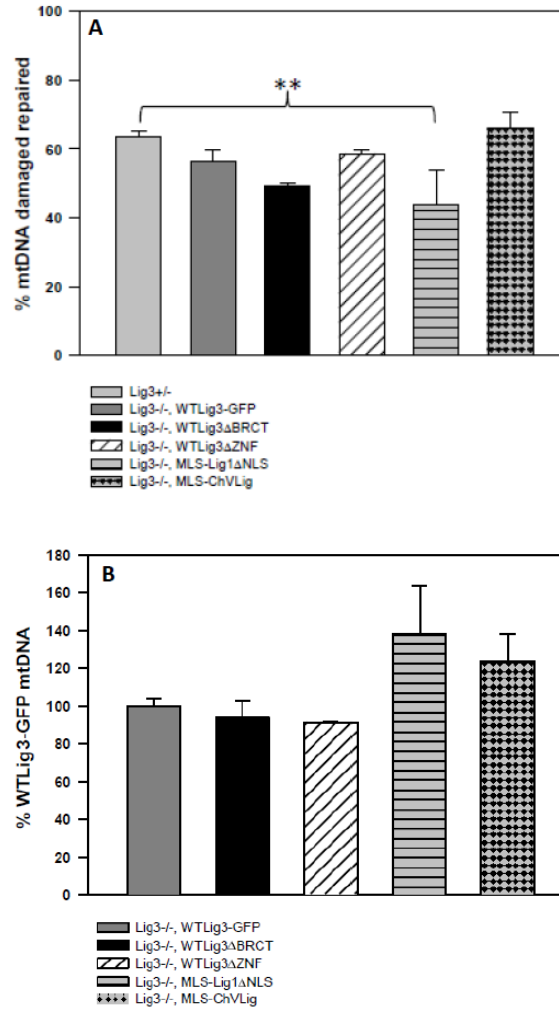 A
% mtDNA damaged repaired
100
80
60
40
20
0
**
Lig3+/-
Lig3-/-, WTLig3-GFP
Lig3-/-, WTLig3ΔBRCT
Lig3-/-, WTLig3ΔZNF
Lig3-/-, MLS-Lig1ΔNLS
Lig3-/-, MLS-ChVLig
B
% WTLig3-GFP mtDNA
180
160
140
120
100
80
60
40
20
0
Lig3-/-, WTLig3-GFP
Lig3-/-, WTLig3ΔBRCT
Lig3-/-, WTLig3ΔZNF
Lig3-/-, MLS-Lig1ΔNLS
Lig3-/-, MLS-ChVLig